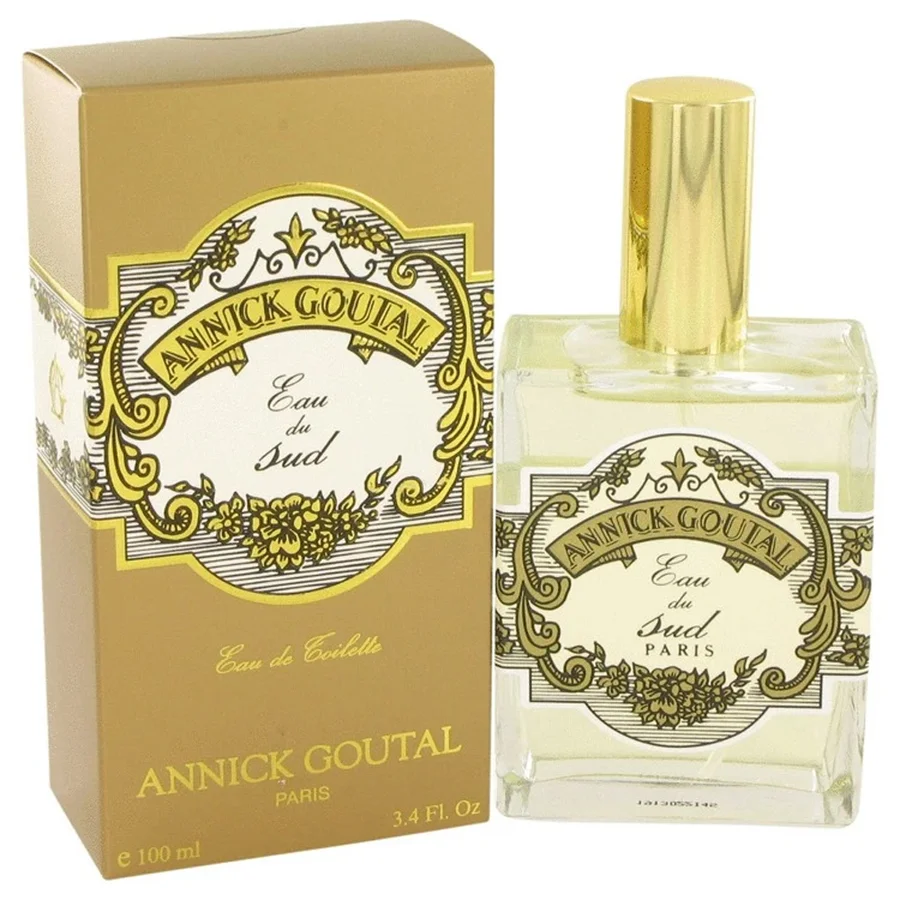 ANNICK GOUTAL
Eau
du
Sud
Eau de Toilette
ANNICK GOUTAL
PARIS
3.4 Fl. Oz
e 100 ml
AG
ANNICK GOUTAL
Eau
du
Sud
PARIS